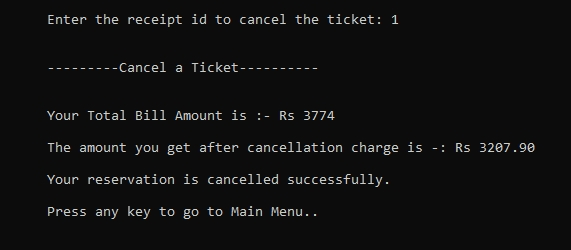 Enter the receipt id to cancel the ticket: 1
---------Cancel a Ticket----------
Your Total Bill Amount is :- Rs 3774
The amount you get after cancellation charge is -: Rs 3207.90
Your reservation is cancelled successfully.
Press any key to go to Main Menu..